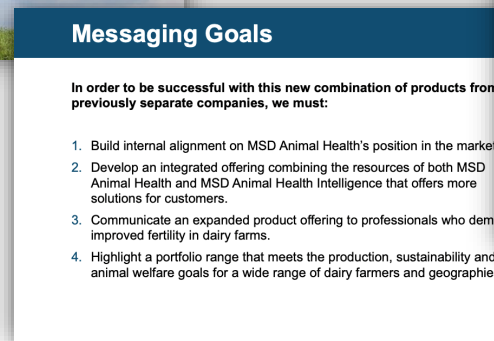 Messaging Goals
In order to be successful with this new combination of products from
previously separate companies, we must:
1. Build internal alignment on MSD Animal Health's position in the market
2. Develop an integrated offering combining the resources of both MSD
Animal Health and MSD Animal Health Intelligence that offers more
solutions for customers.
3. Communicate an expanded product offering to professionals who dem
improved fertility in dairy farms.
4. Highlight a portfolio range that meets the production, sustainability and
animal welfare goals for a wide range of dairy farmers and geographie